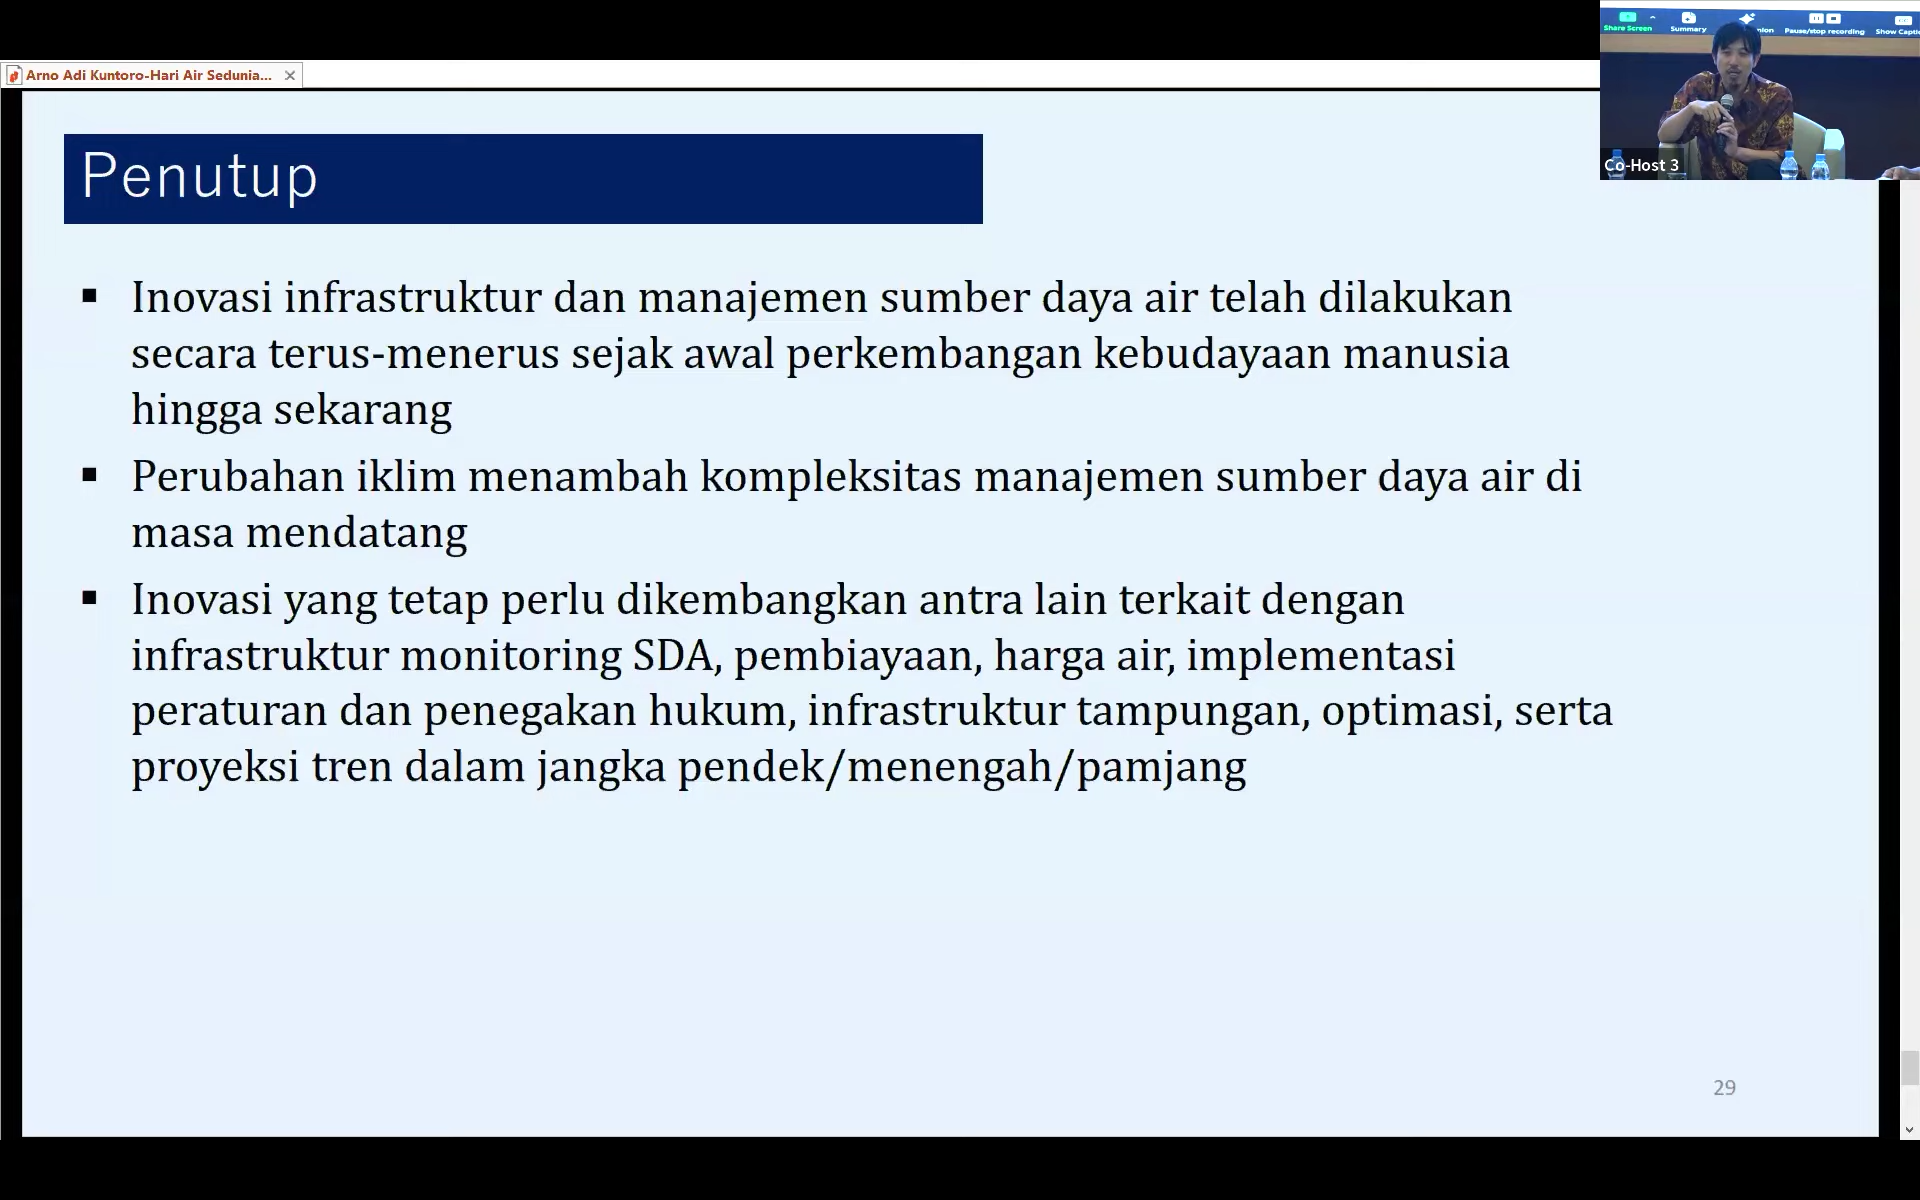 Share Screen
Summary
Pause/stop recording
Show Capti
Co-Host 3
Arno Adi Kuntoro-Hari Air Sedunia...
Penutup
Inovasi infrastruktur dan manajemen sumber daya air telah dilakukan
secara terus-menerus sejak awal perkembangan kebudayaan manusia
hingga sekarang
Perubahan iklim menambah kompleksitas manajemen sumber daya air di
masa mendatang
Inovasi yang tetap perlu dikembangkan antra lain terkait dengan
infrastruktur monitoring SDA, pembiayaan, harga air, implementasi
peraturan dan penegakan hukum, infrastruktur tampungan, optimasi, serta
proyeksi tren dalam jangka pendek/menengah/pamjang
29